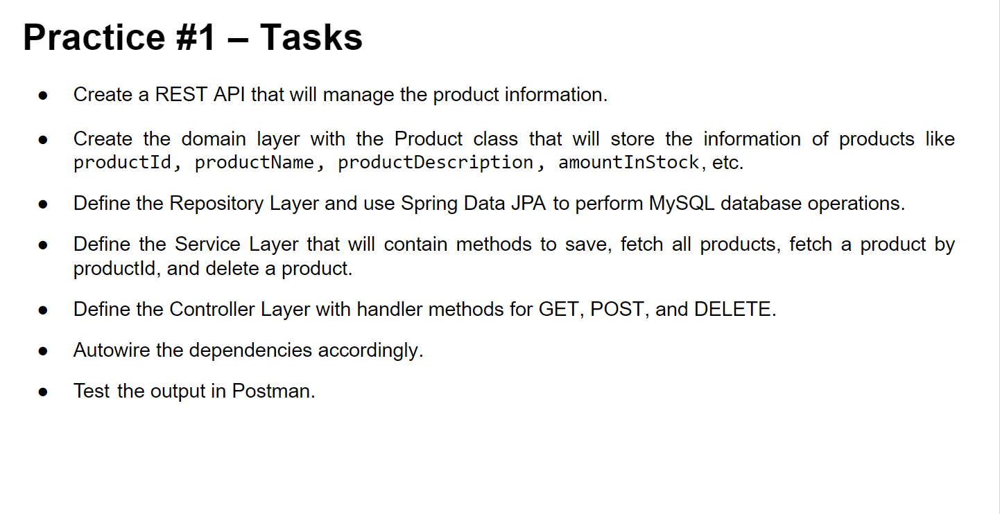 Practice #1 – Tasks
● Create a REST API that will manage the product information.
● Create the domain layer with the Product class that will store the information of products like
productId, productName, productDescription, amountInStock, etc.
● Define the Repository Layer and use Spring Data JPA to perform MySQL database operations.
● Define the Service Layer that will contain methods to save, fetch all products, fetch a product by
productId, and delete a product.
● Define the Controller Layer with handler methods for GET, POST, and DELETE.
● Autowire the dependencies accordingly.
● Test the output in Postman.